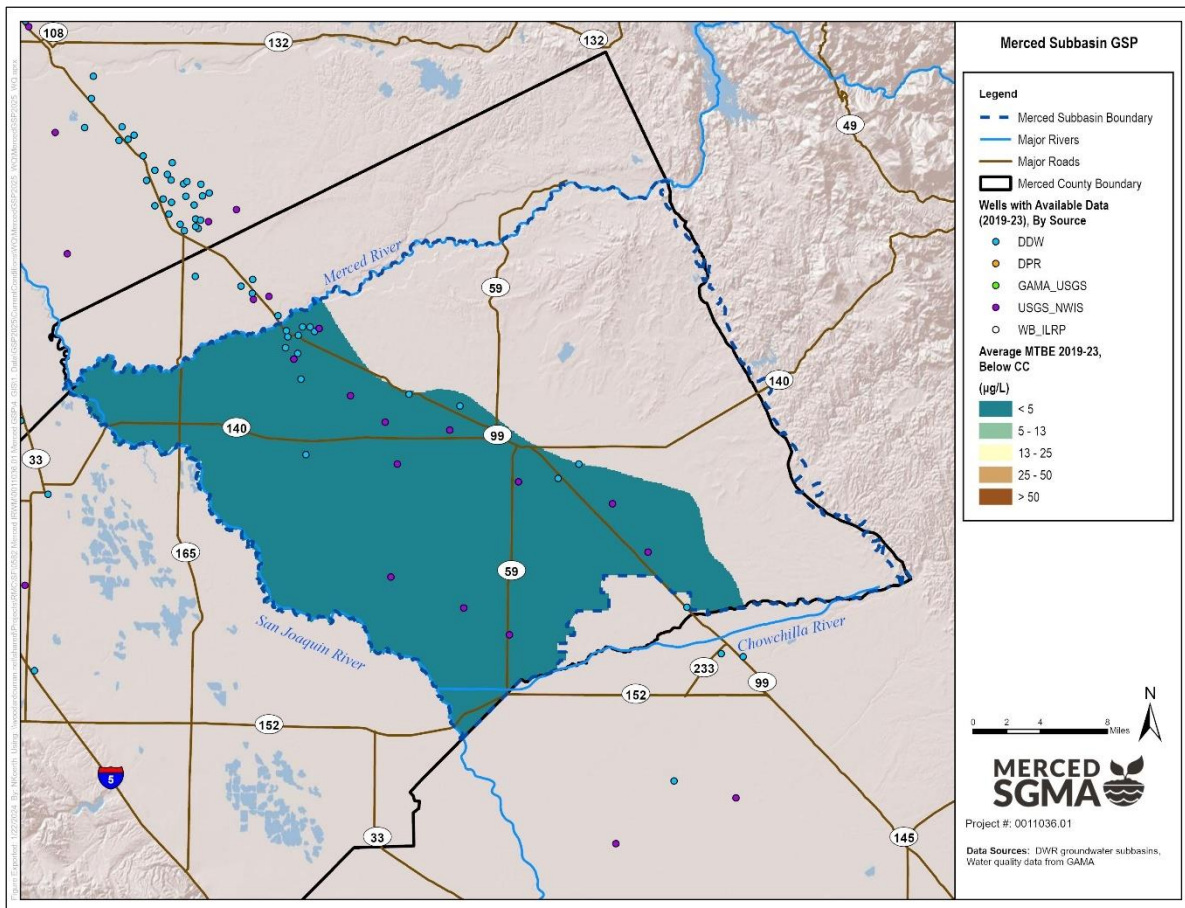 108
132
132
49
Merced River
59
140
140
99
33
165
59
San Joaquin River
Chowchilla River
233
99
152
152
5
33
145
Merced Subbasin GSP
Legend
Merced Subbasin Boundary
Major Rivers
Major Roads
Merced County Boundary
Wells with Available Data
(2019-23), By Source
DDW
DPR
GAMA_USGS
USGS_NWIS
WB_ILRP
Average MTBE 2019-23,
Below CC
(µg/L)
< 5
5 - 13
13 - 25
25 - 50
> 50
N
0 2 4 8
Miles
MERCED
SGMA
Project #: 0011036.01
Data Sources: DWR groundwater subbasins,
Water quality data from GAMA